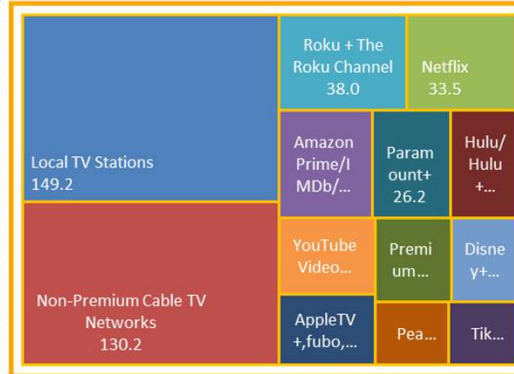 Local TV Stations
149.2
Non-Premium Cable TV
Networks
130.2
Roku + The
Roku Channel
38.0
Netflix
33.5
Amazon
Prime/I
MDb/...
Param
ount+
26.2
Hulu/
Hulu
+...
YouTube
Video...
Premi
um...
Disne
y+...
AppleTV
+,fubo,...
Pea...
Tik...